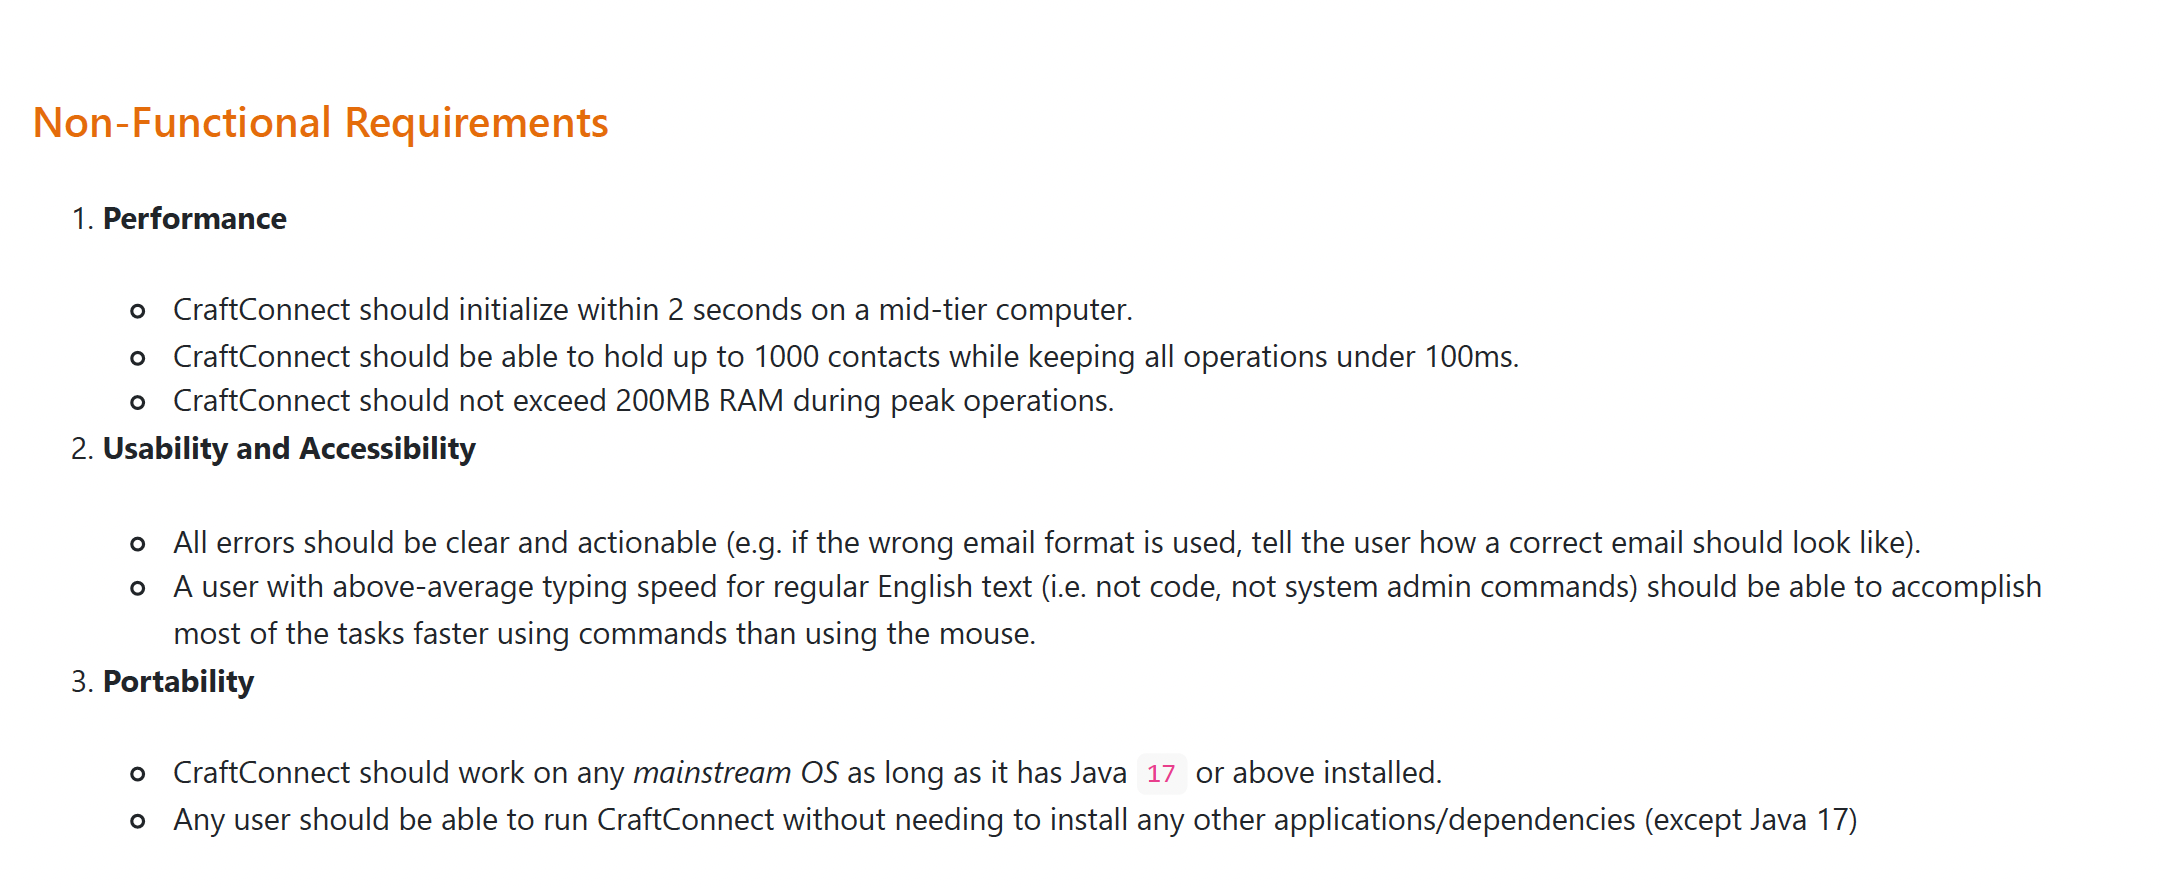 Non-Functional Requirements
1. Performance
CraftConnect should initialize within 2 seconds on a mid-tier computer.
CraftConnect should be able to hold up to 1000 contacts while keeping all operations under 100ms.
CraftConnect should not exceed 200MB RAM during peak operations.
2. Usability and Accessibility
All errors should be clear and actionable (e.g. if the wrong email format is used, tell the user how a correct email should look like).
A user with above-average typing speed for regular English text (i.e. not code, not system admin commands) should be able to accomplish
most of the tasks faster using commands than using the mouse.
3. Portability
CraftConnect should work on any mainstream OS as long as it has Java 17 or above installed.
Any user should be able to run CraftConnect without needing to install any other applications/dependencies (except Java 17)